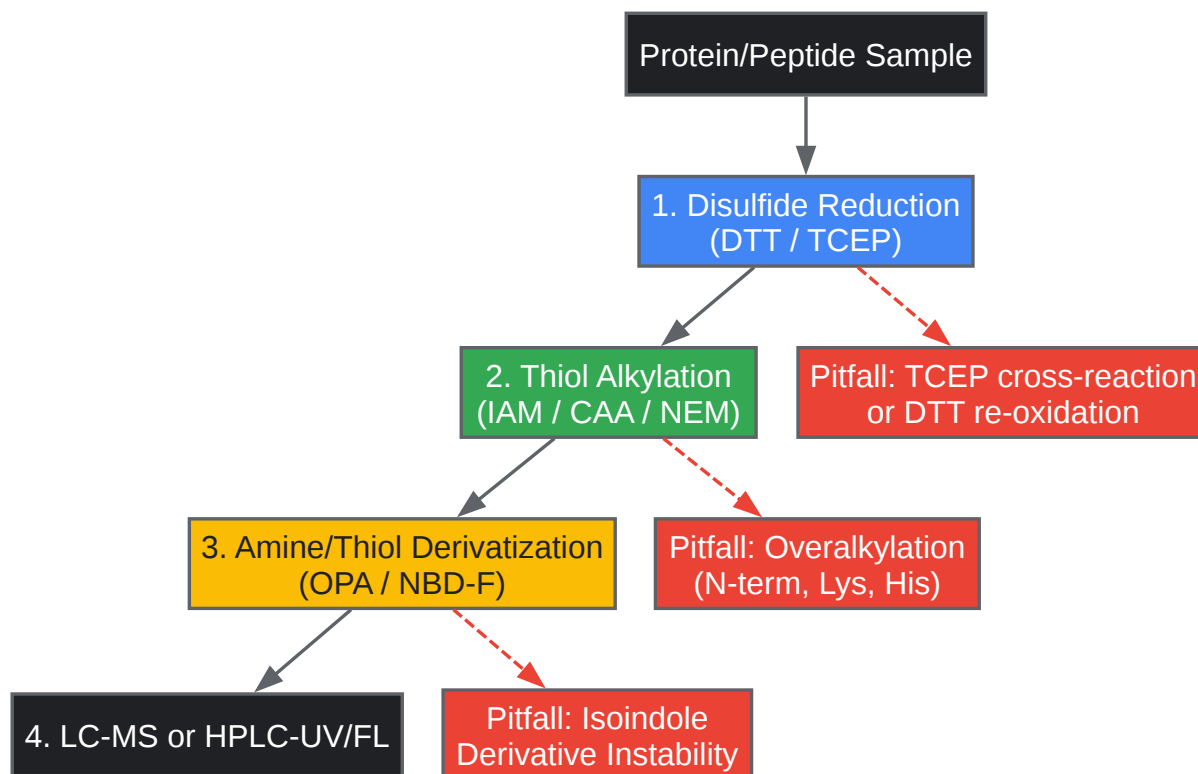 Protein/Peptide Sample
1. Disulfide Reduction
(DTT / TCEP)
2. Thiol Alkylation
(IAM / CAA / NEM)
Pitfall: TCEP cross-reaction
or DTT re-oxidation
3. Amine/Thiol Derivatization
(OPA / NBD-F)
Pitfall: Overalkylation
(N-term, Lys, His)
4. LC-MS or HPLC-UV/FL
Pitfall: Isoindole
Derivative Instability